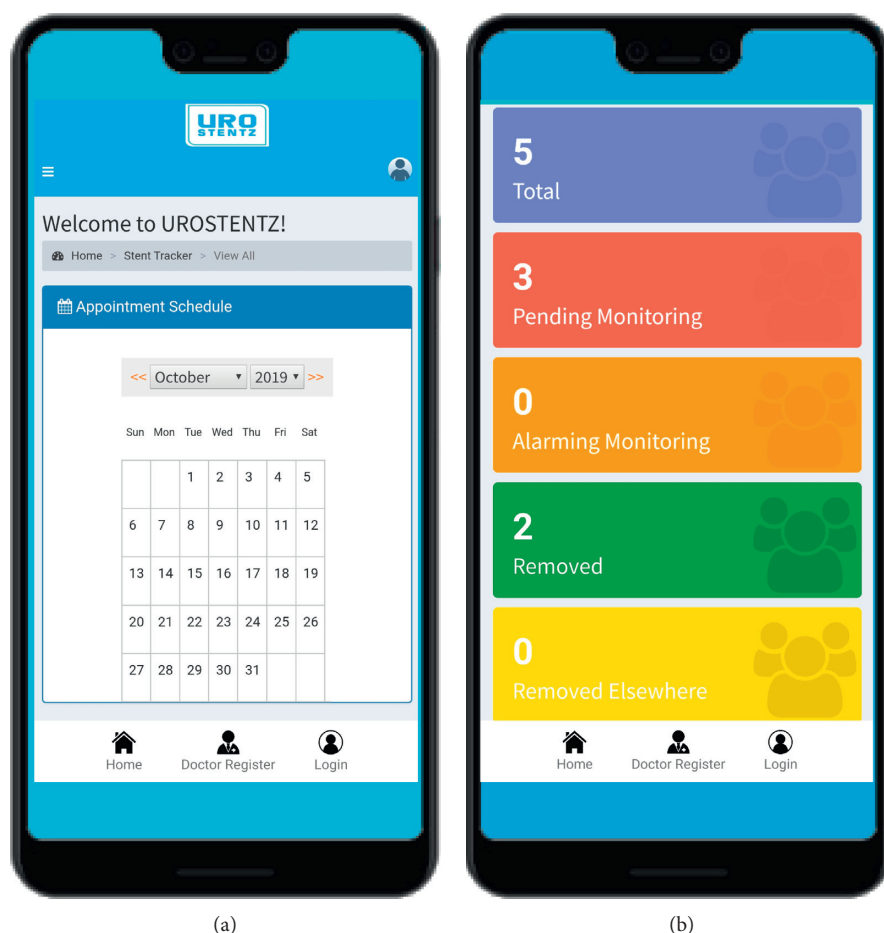 URO
STENTZ
Welcome to UROSTENTZ!
Home > Stent Tracker > View All
Appointment Schedule
<< October 2019 >>
Sun Mon Tue Wed Thu Fri Sat
1 2 3 4 5
6 7 8 9 10 11 12
13 14 15 16 17 18 19
20 21 22 23 24 25 26
27 28 29 30 31
Home Doctor Register Login
(a)
5
Total
3
Pending Monitoring
0
Alarming Monitoring
2
Removed
0
Removed Elsewhere
Home Doctor Register Login
(b)